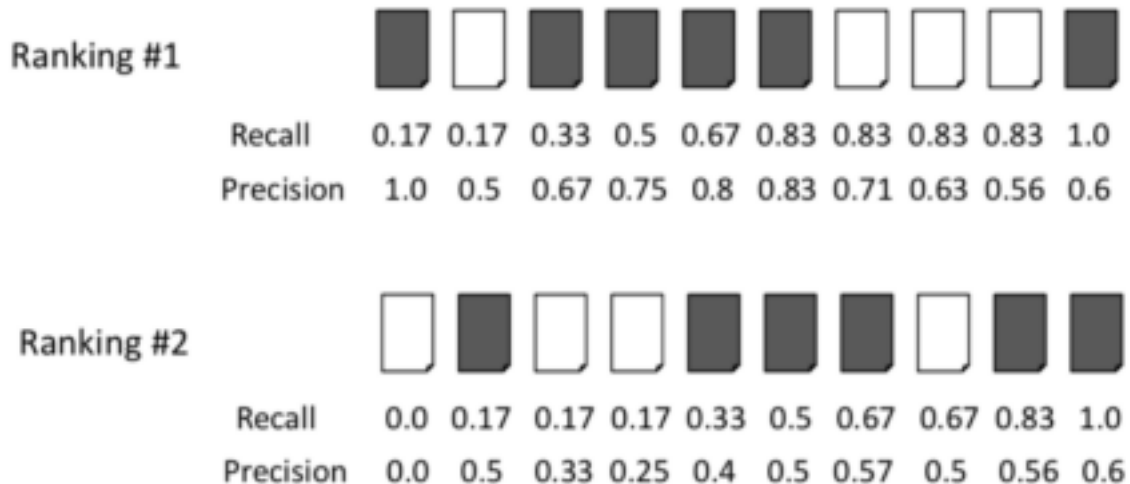 Ranking #1
Recall 0.17 0.17 0.33 0.5 0.67 0.83 0.83 0.83 0.83 1.0
Precision 1.0 0.5 0.67 0.75 0.8 0.83 0.71 0.63 0.56 0.6
Ranking #2
Recall 0.0 0.17 0.17 0.17 0.33 0.5 0.67 0.67 0.83 1.0
Precision 0.0 0.5 0.33 0.25 0.4 0.5 0.57 0.5 0.56 0.6